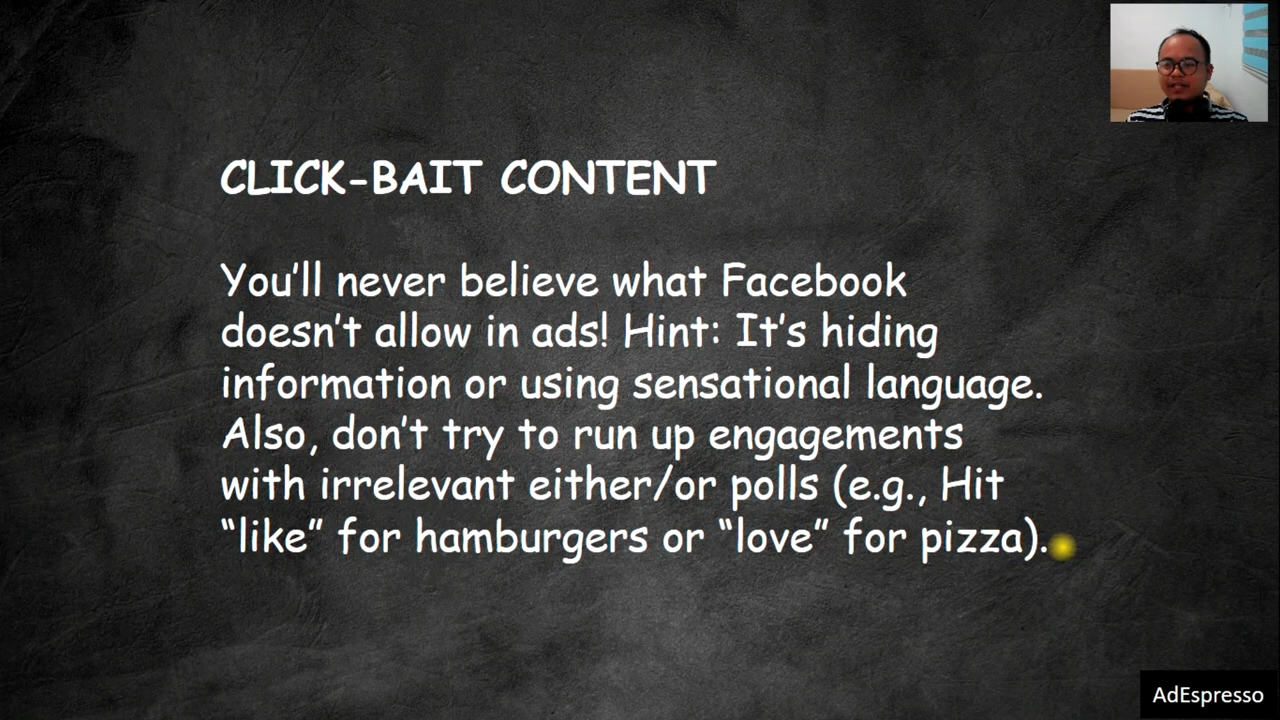 CLICK-BAIT CONTENT
You’ll never believe what Facebook
doesn’t allow in ads! Hint: It’s hiding
information or using sensational language.
Also, don’t try to run up engagements
with irrelevant either/or polls (e.g., Hit
“like” for hamburgers or “love” for pizza).
AdEspresso